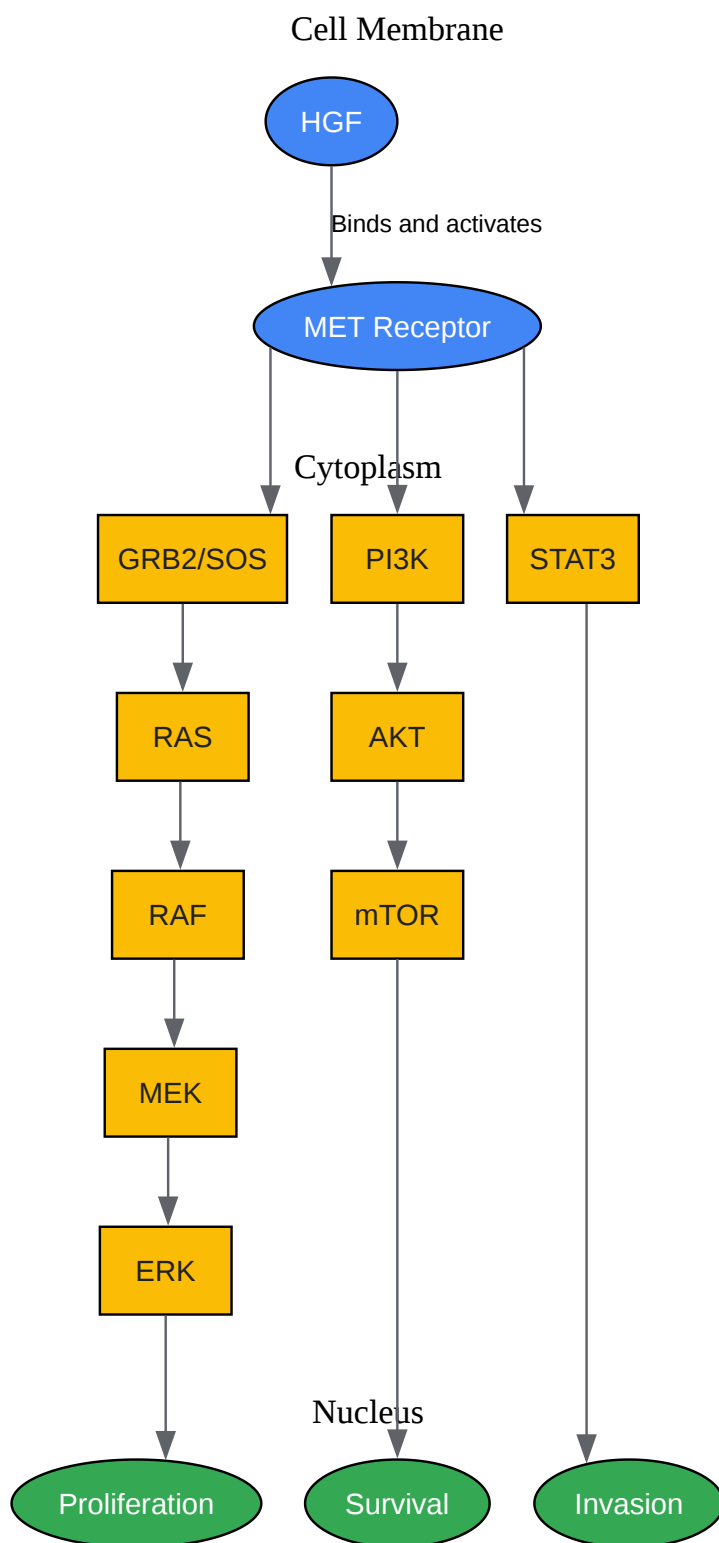 Cell Membrane
HGF
Binds and activates
MET Receptor
Cytoplasm
GRB2/SOS
PI3K
STAT3
RAS
AKT
RAF
mTOR
MEK
ERK
Nucleus
Proliferation
Survival
Invasion